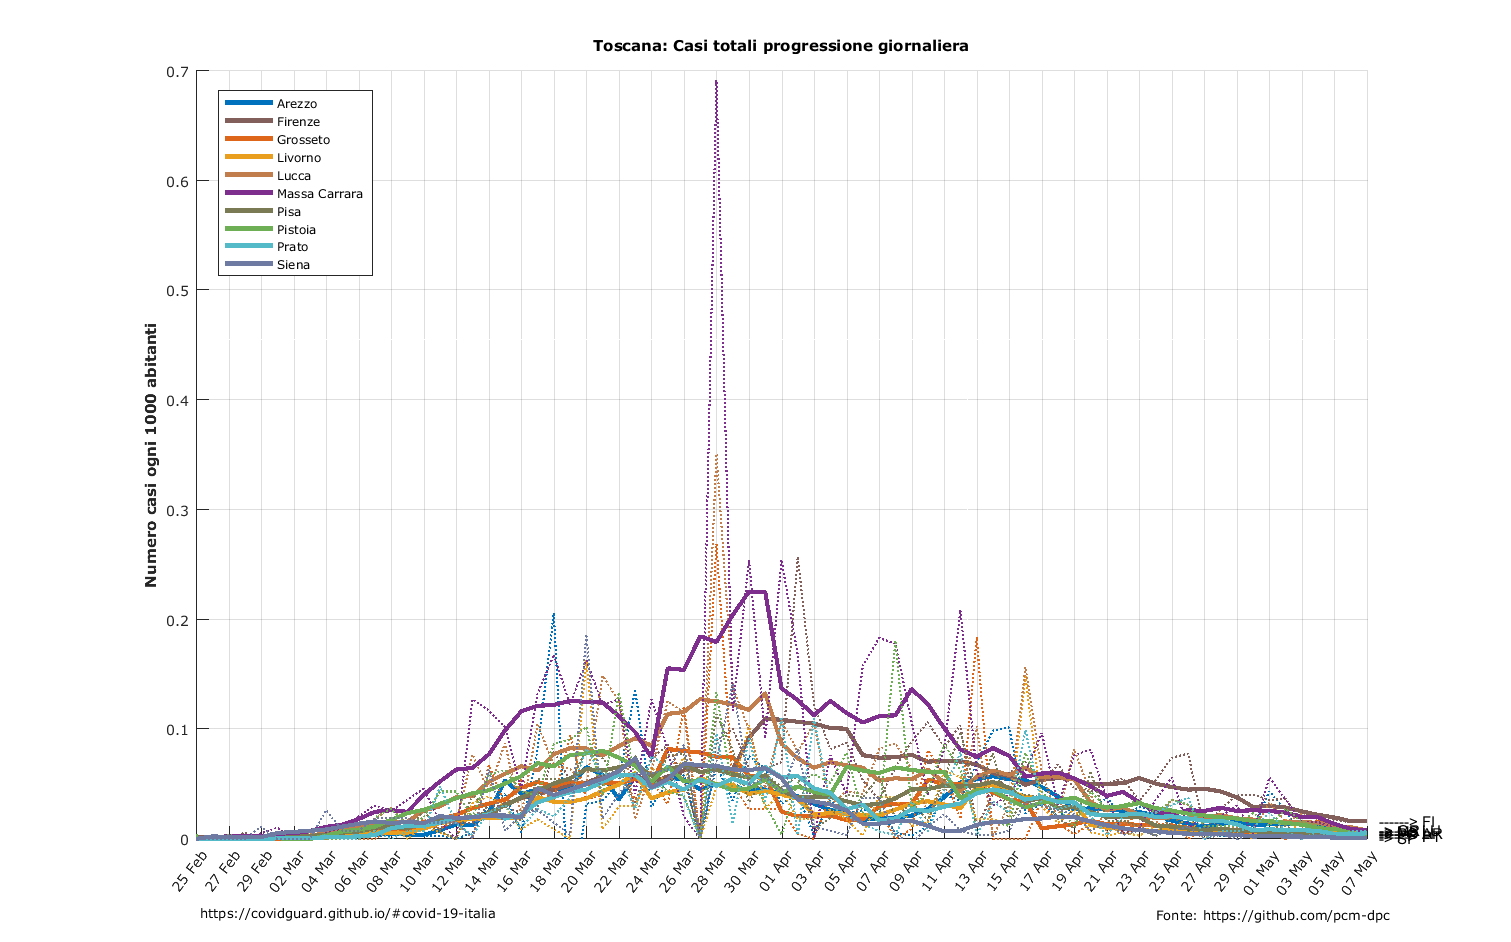 Toscana: Casi totali progressione giornaliera
Numero casi ogni 1000 abitanti
0.7
0.6
0.5
0.4
0.3
0.2
0.1
0
Arezzo
Firenze
Grosseto
Livorno
Lucca
Massa Carrara
Pisa
Pistoia
Prato
Siena
------> FI
25 Feb
27 Feb
29 Feb
02 Mar
04 Mar
06 Mar
08 Mar
10 Mar
12 Mar
14 Mar
16 Mar
18 Mar
20 Mar
22 Mar
24 Mar
26 Mar
28 Mar
30 Mar
01 Apr
03 Apr
05 Apr
07 Apr
09 Apr
11 Apr
13 Apr
15 Apr
17 Apr
19 Apr
21 Apr
23 Apr
25 Apr
27 Apr
29 Apr
01 May
03 May
05 May
07 May
https://covidguard.github.io/#covid-19-italia
Fonte: https://github.com/pcm-dpc